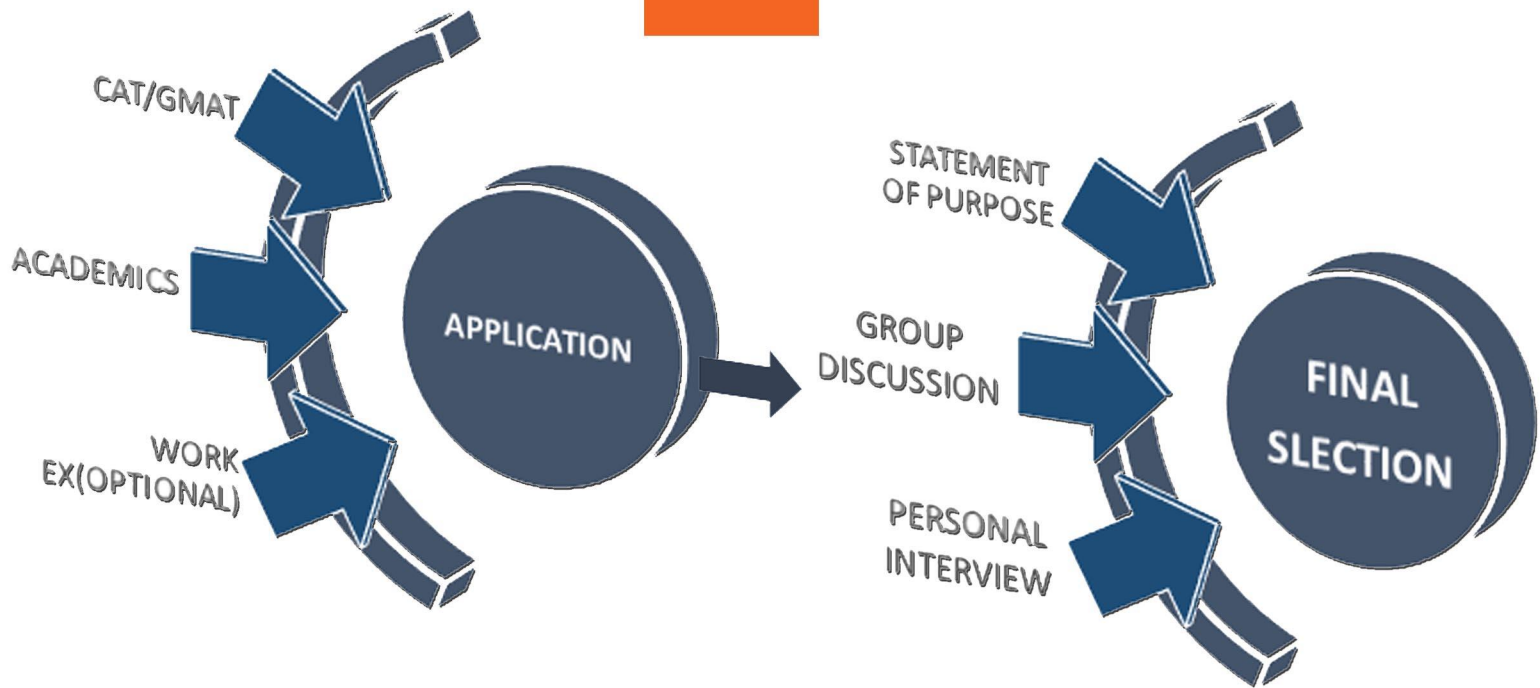 CAT/GMAT
ACADEMICS
WORK
EX(OPTIONAL)
APPLICATION
STATEMENT
OF PURPOSE
GROUP
DISCUSSION
PERSONAL
INTERVIEW
FINAL
SLECTION